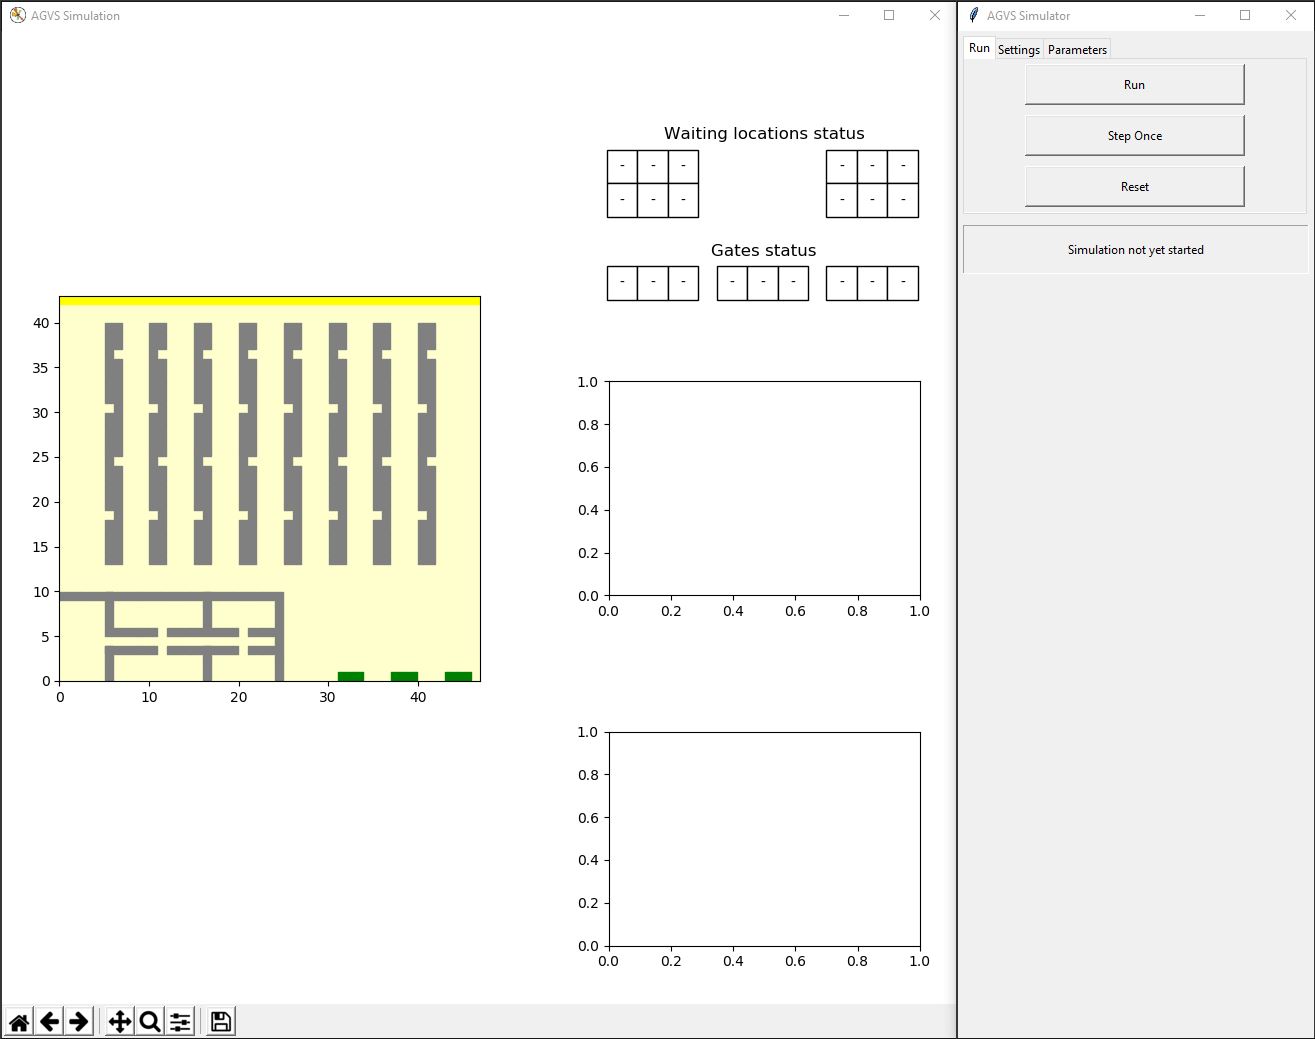 AGVS Simulation
AGVS Simulator
Run Settings Parameters
Run
Step Once
Reset
Simulation not yet started
Waiting locations status
- - - - - -
- - - - - -
Gates status
- - - - - - - - -
40
35
30
25
20
15
10
5
0
0 10 20 30 40
1.0
0.8
0.6
0.4
0.2
0.0
0.0 0.2 0.4 0.6 0.8 1.0
1.0
0.8
0.6
0.4
0.2
0.0
0.0 0.2 0.4 0.6 0.8 1.0